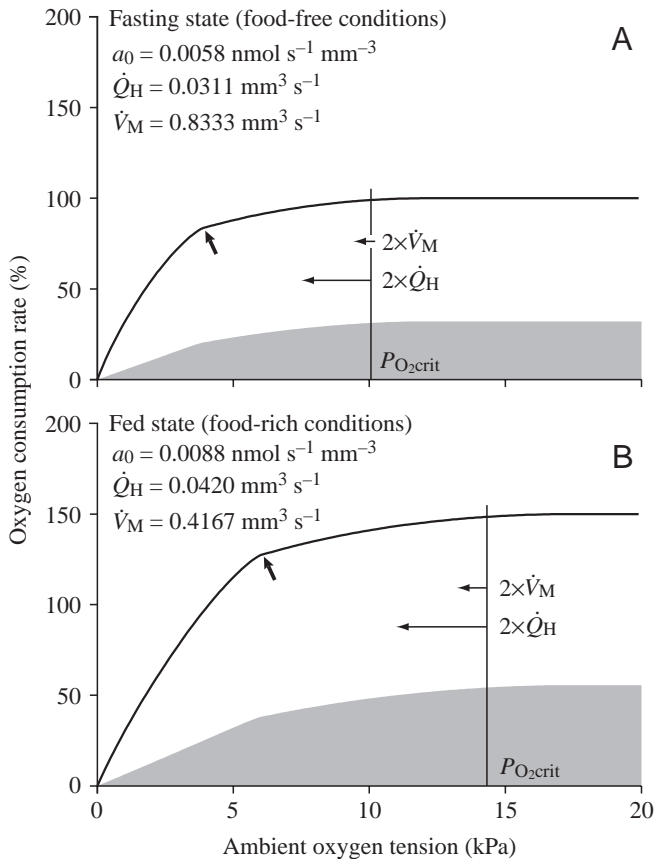 Oxygen consumption rate (%)
200
150
100
50
0
Fasting state (food-free conditions)
a0 = 0.0058 nmol s–1 mm–3
Q̇H = 0.0311 mm3 s–1
V̇M = 0.8333 mm3 s–1
A
2×V̇M
2×Q̇H
PO2crit
200
150
100
50
0
Fed state (food-rich conditions)
a0 = 0.0088 nmol s–1 mm–3
Q̇H = 0.0420 mm3 s–1
V̇M = 0.4167 mm3 s–1
B
2×V̇M
2×Q̇H
PO2crit
0 5 10 15 20
Ambient oxygen tension (kPa)